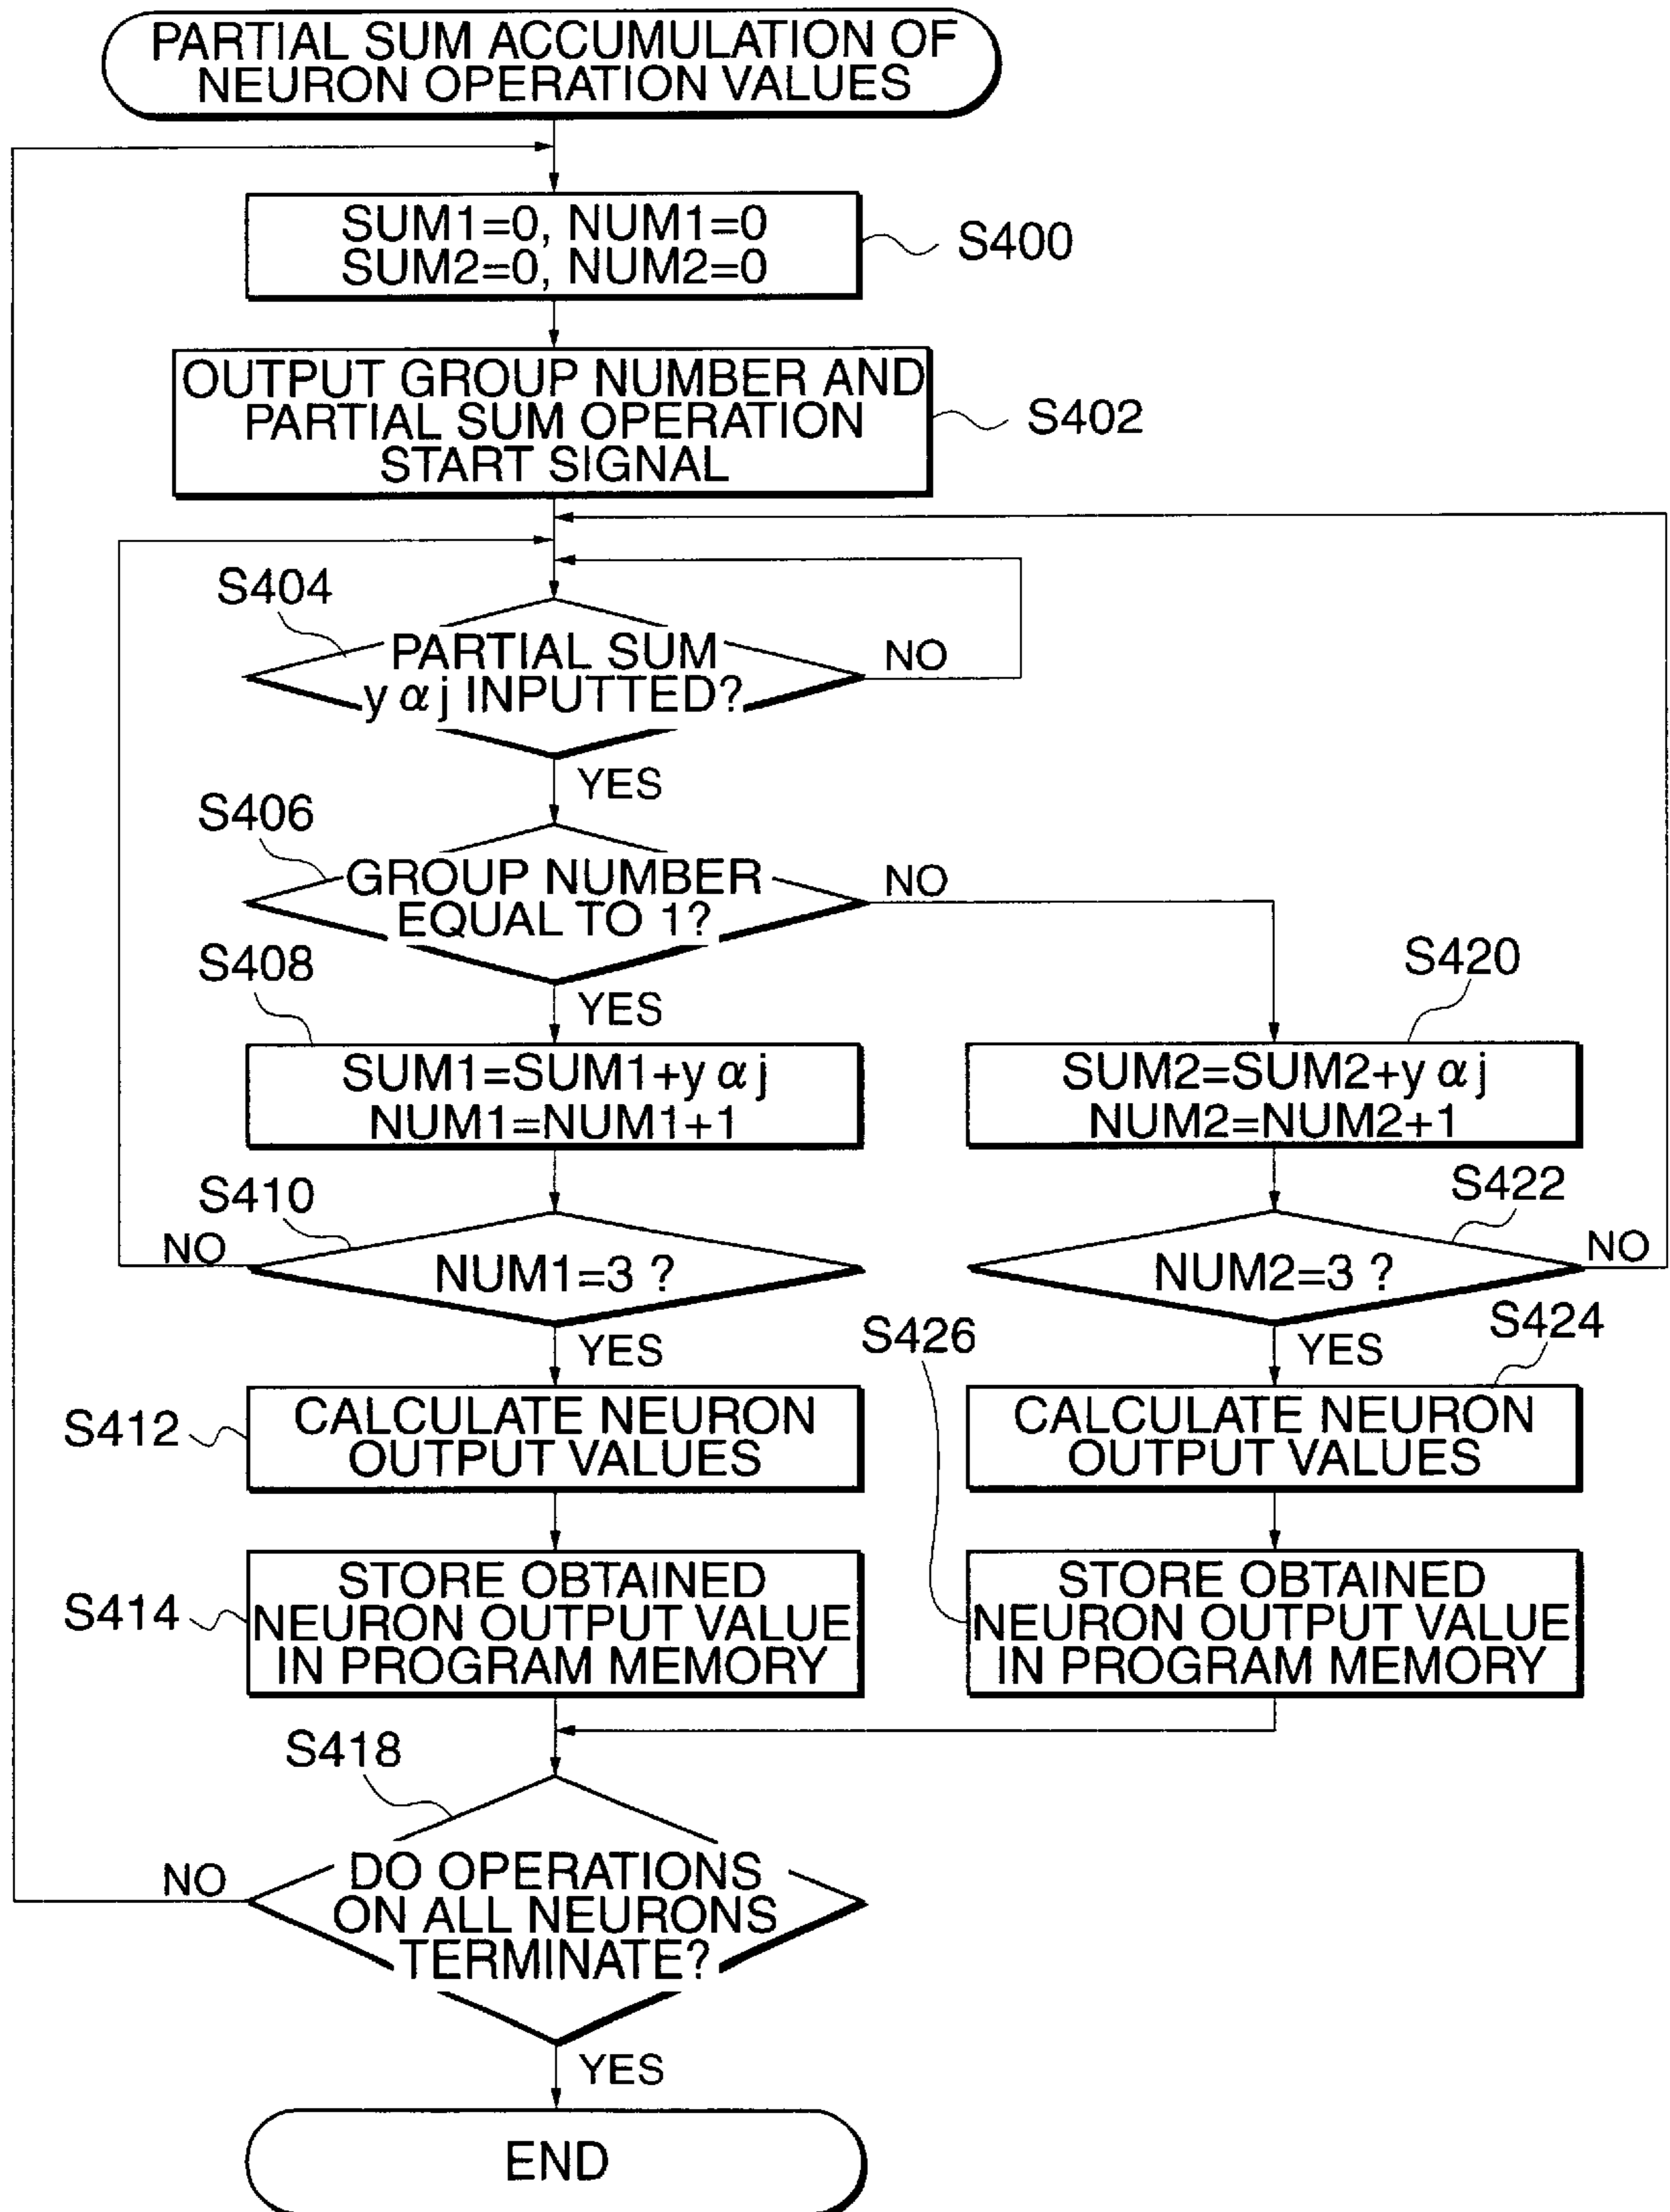 PARTIAL SUM ACCUMULATION OF
NEURON OPERATION VALUES
SUM1=0, NUM1=0
SUM2=0, NUM2=0
S400
OUTPUT GROUP NUMBER AND
PARTIAL SUM OPERATION
START SIGNAL
S402
S404
PARTIAL SUM
y α j INPUTTED?
NO
YES
S406
GROUP NUMBER
EQUAL TO 1?
NO
YES
S408
SUM1=SUM1+y α j
NUM1=NUM1+1
S420
SUM2=SUM2+y α j
NUM2=NUM2+1
S410
NO
NUM1=3 ?
YES
S422
NUM2=3 ?
NO
YES
S412
CALCULATE NEURON
OUTPUT VALUES
S424
CALCULATE NEURON
OUTPUT VALUES
S414
STORE OBTAINED
NEURON OUTPUT VALUE
IN PROGRAM MEMORY
S426
STORE OBTAINED
NEURON OUTPUT VALUE
IN PROGRAM MEMORY
S418
NO
DO OPERATIONS
ON ALL NEURONS
TERMINATE?
YES
END